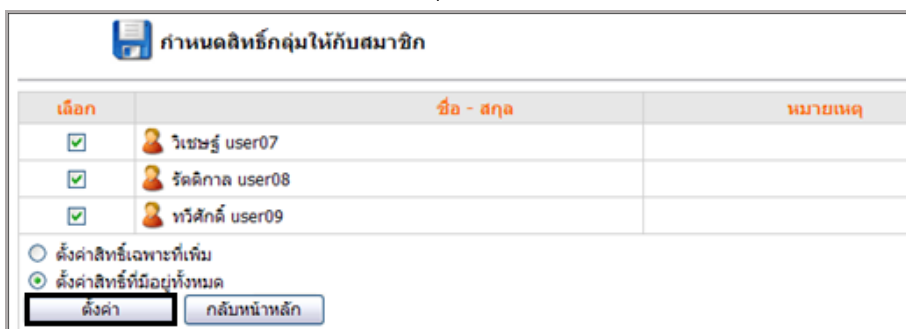 กำหนดสิทธิ์กลุ่มให้กับสมาชิก
เลือก ชื่อ - สกุล หมายเหตุ
วิเชษฐ์ user07
รัตติกาล user08
ทวีศักดิ์ user09
ตั้งค่าสิทธิ์เฉพาะที่เพิ่ม
ตั้งค่าสิทธิ์ที่มีอยู่ทั้งหมด
ตั้งค่า กลับหน้าหลัก